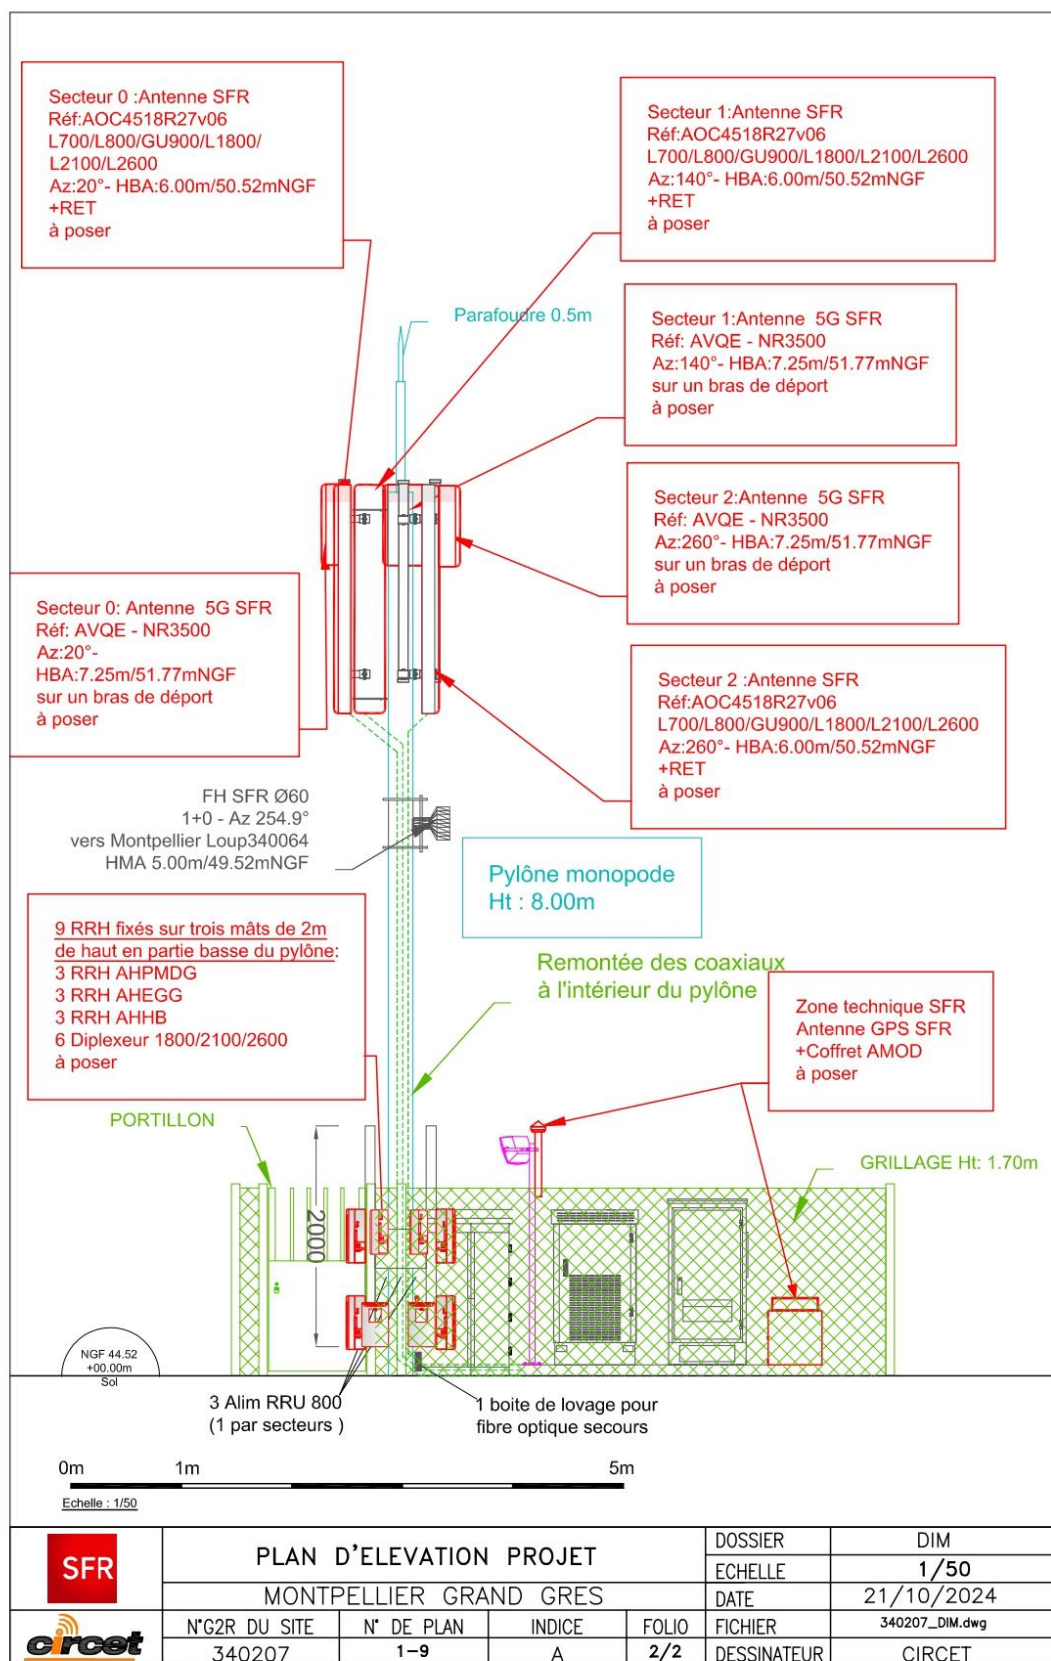 Secteur 0 :Antenne SFR
Réf:AOC4518R27v06
L700/L800/GU900/L1800/
L2100/L2600
Az:20°- HBA:6.00m/50.52mNGF
+RET
à poser
Secteur 1:Antenne SFR
Réf:AOC4518R27v06
L700/L800/GU900/L1800/L2100/L2600
Az:140°- HBA:6.00m/50.52mNGF
+RET
à poser
Parafoudre 0.5m
Secteur 1:Antenne 5G SFR
Réf: AVQE - NR3500
Az:140°- HBA:7.25m/51.77mNGF
sur un bras de déport
à poser
Secteur 2:Antenne 5G SFR
Réf: AVQE - NR3500
Az:260°- HBA:7.25m/51.77mNGF
sur un bras de déport
à poser
Secteur 0: Antenne 5G SFR
Réf: AVQE - NR3500
Az:20°-
HBA:7.25m/51.77mNGF
sur un bras de déport
à poser
Secteur 2 :Antenne SFR
Réf:AOC4518R27v06
L700/L800/GU900/L1800/L2100/L2600
Az:260°- HBA:6.00m/50.52mNGF
+RET
à poser
FH SFR Ø60
1+0 - Az 254.9°
vers Montpellier Loup340064
HMA 5.00m/49.52mNGF
Pylône monopode
Ht : 8.00m
9 RRH fixés sur trois mâts de 2m
de haut en partie basse du pylône:
3 RRH AHPMDG
3 RRH AHEGG
3 RRH AHHB
6 Diplexeur 1800/2100/2600
à poser
Remontée des coaxiaux
à l'intérieur du pylône
Zone technique SFR
Antenne GPS SFR
+Coffret AMOD
à poser
PORTILLON
GRILLAGE Ht: 1.70m
2000
NGF 44.52
+00.00m
Sol
3 Alim RRU 800
(1 par secteurs )
1 boite de lovage pour
fibre optique secours
0m 1m 5m
Echelle : 1/50
SFR
PLAN D'ELEVATION PROJET
MONTPELLIER GRAND GRES
DOSSIER DIM
ECHELLE 1/50
DATE 21/10/2024
circet
N°G2R DU SITE N° DE PLAN INDICE FOLIO FICHIER 340207_DIM.dwg
340207 1-9 A 2/2 DESSINATEUR CIRCET